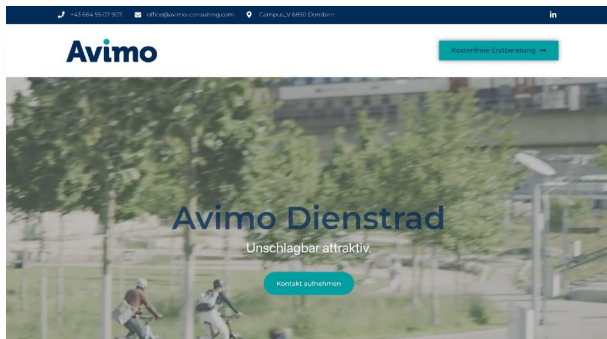 +43 664 55 07 907
office@avimo-consulting.com
Campus_V 6850 Dornbirn
in
Avimo
Kostenfreie Erstberatung →
Avimo Dienstrad
Unschlagbar attraktiv.
Kontakt aufnehmen